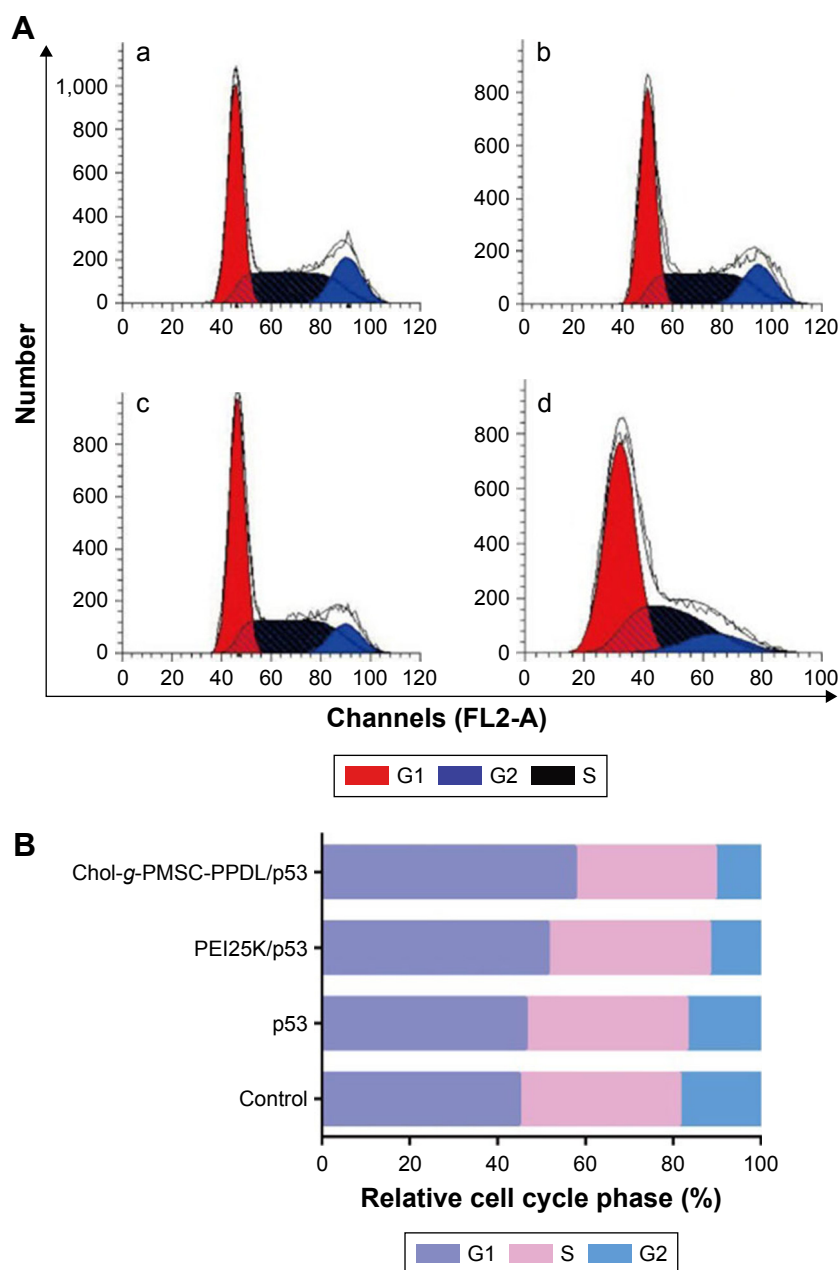 A
a
1,000
800
600
400
200
0
0 20 40 60 80 100 120
b
800
600
400
200
0
0 20 40 60 80 100 120
c
800
600
400
200
0
0 20 40 60 80 100 120
d
800
600
400
200
0
0 20 40 60 80 100
Number
Channels (FL2-A)
G1 G2 S
B
Chol-g-PMSC-PPDL/p53
PEI25K/p53
p53
Control
0 20 40 60 80 100
Relative cell cycle phase (%)
G1 S G2